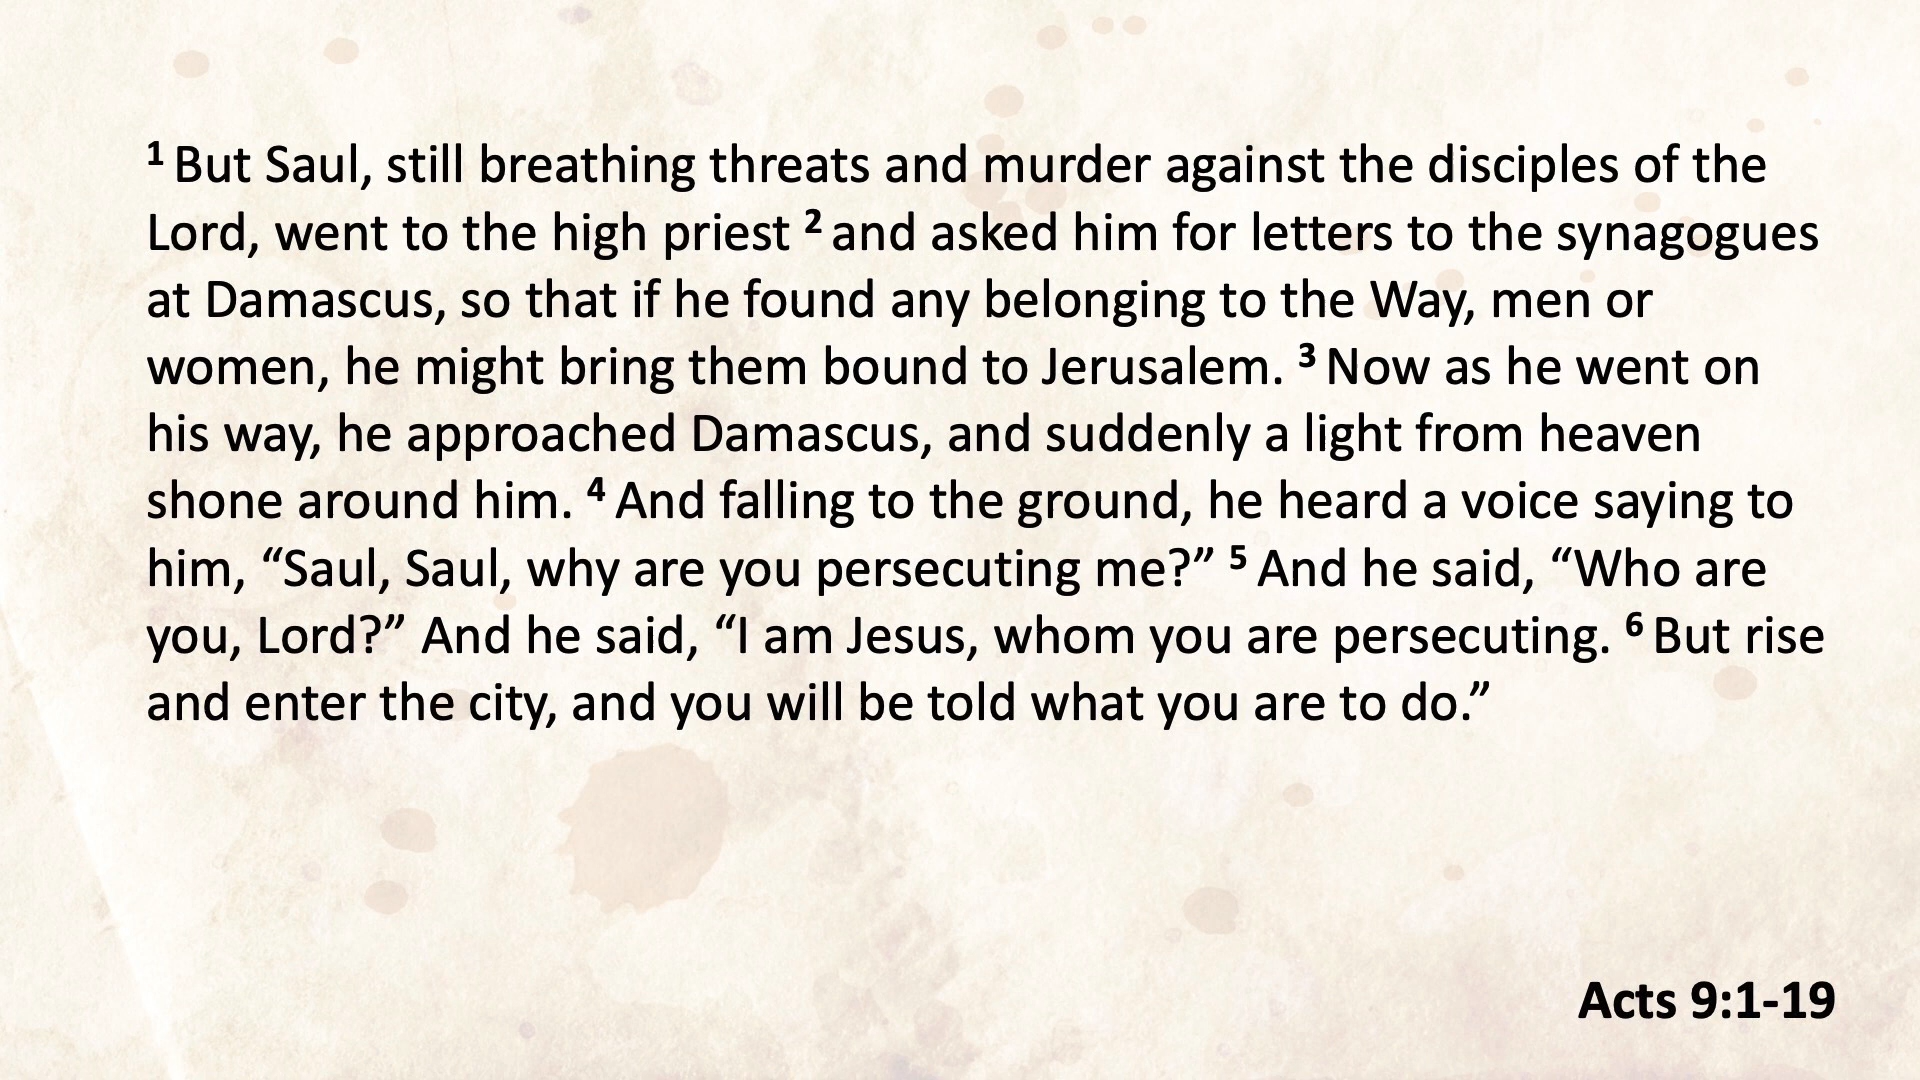 1 But Saul, still breathing threats and murder against the disciples of the
Lord, went to the high priest 2 and asked him for letters to the synagogues
at Damascus, so that if he found any belonging to the Way, men or
women, he might bring them bound to Jerusalem. 3 Now as he went on
his way, he approached Damascus, and suddenly a light from heaven
shone around him. 4 And falling to the ground, he heard a voice saying to
him, “Saul, Saul, why are you persecuting me?” 5 And he said, “Who are
you, Lord?” And he said, “I am Jesus, whom you are persecuting. 6 But rise
and enter the city, and you will be told what you are to do.”
Acts 9:1-19